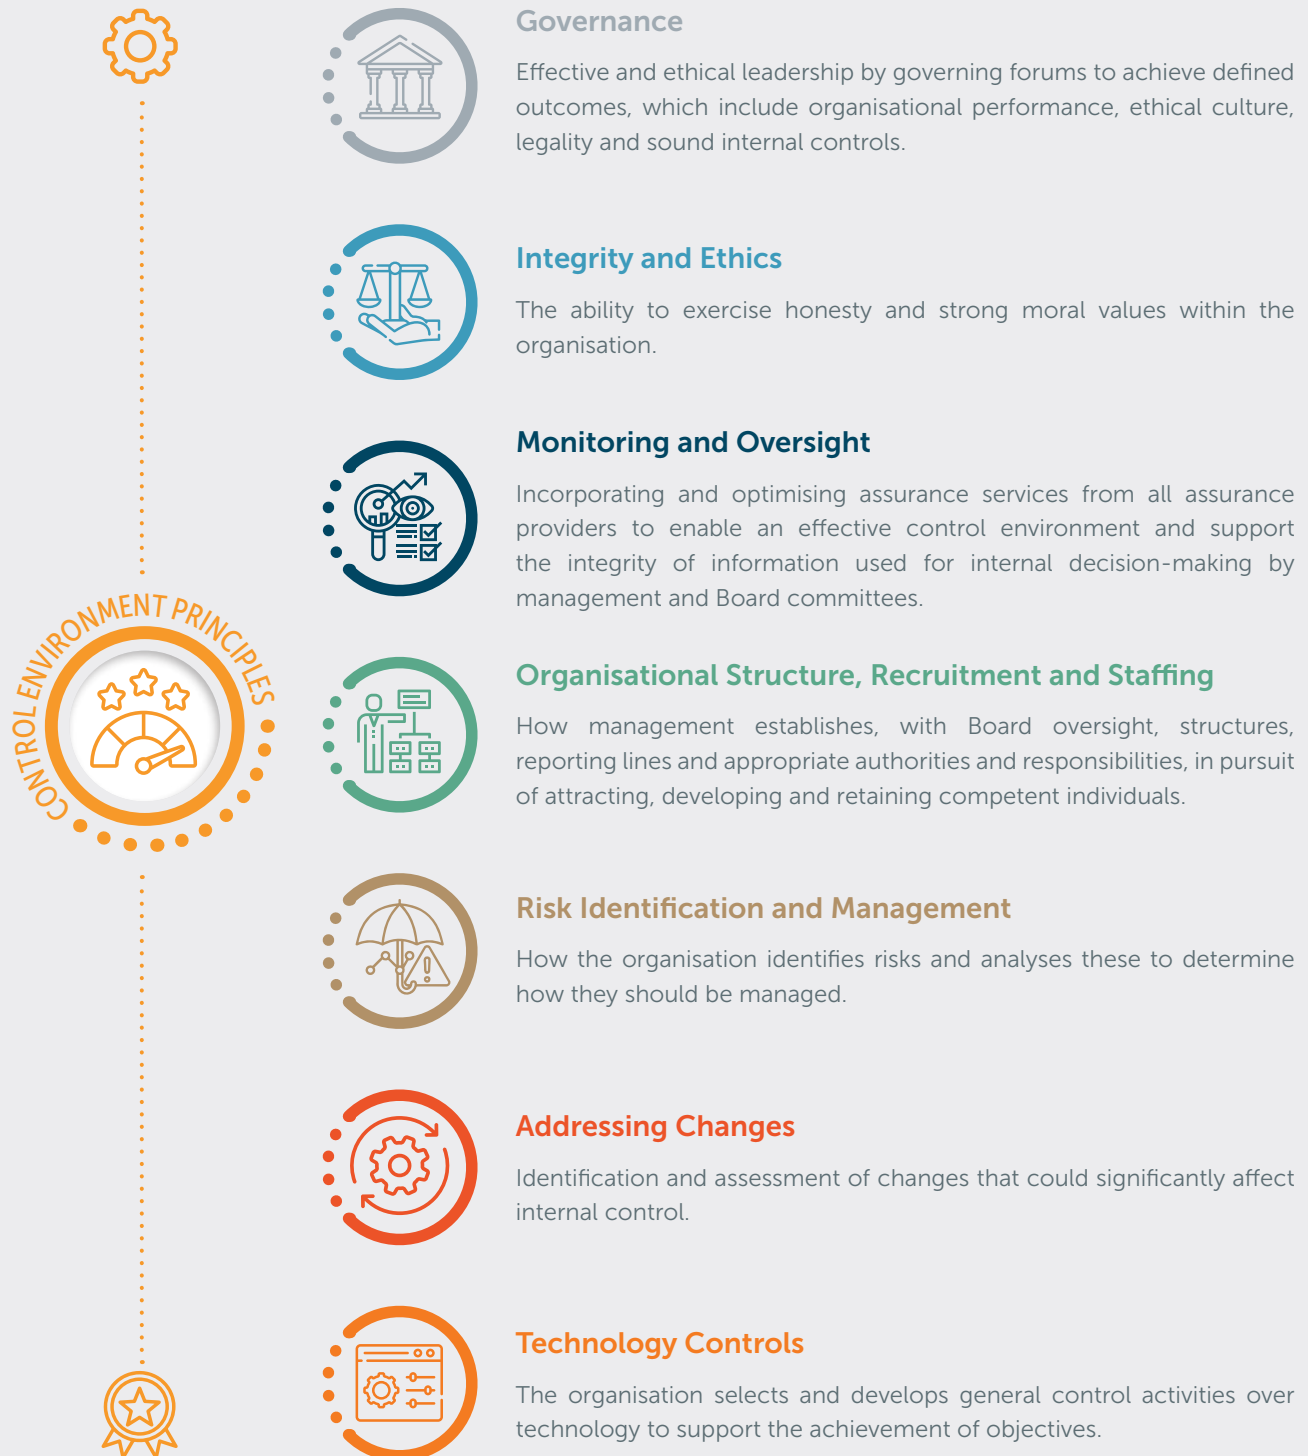 Governance
Effective and ethical leadership by governing forums to achieve defined
outcomes, which include organisational performance, ethical culture,
legality and sound internal controls.
Integrity and Ethics
The ability to exercise honesty and strong moral values within the
organisation.
Monitoring and Oversight
Incorporating and optimising assurance services from all assurance
providers to enable an effective control environment and support
the integrity of information used for internal decision-making by
management and Board committees.
CONTROL ENVIRONMENT PRINCIPLES
Organisational Structure, Recruitment and Staffing
How management establishes, with Board oversight, structures,
reporting lines and appropriate authorities and responsibilities, in pursuit
of attracting, developing and retaining competent individuals.
Risk Identification and Management
How the organisation identifies risks and analyses these to determine
how they should be managed.
Addressing Changes
Identification and assessment of changes that could significantly affect
internal control.
Technology Controls
The organisation selects and develops general control activities over
technology to support the achievement of objectives.